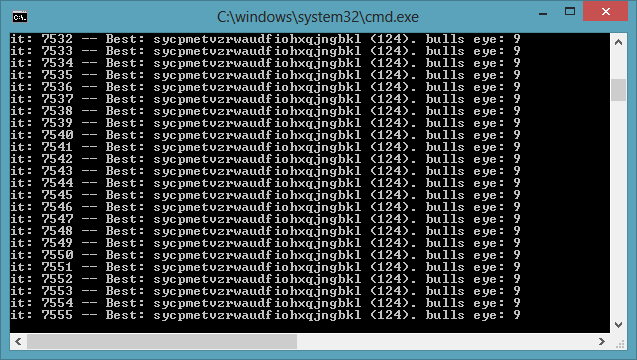 C:\windows\system32\cmd.exe
it: 7532 -- Best: sycpmetvzrwaudfiohxqjngbkl (124). bulls eye: 9
it: 7533 -- Best: sycpmetvzrwaudfiohxqjngbkl (124). bulls eye: 9
it: 7534 -- Best: sycpmetvzrwaudfiohxqjngbkl (124). bulls eye: 9
it: 7535 -- Best: sycpmetvzrwaudfiohxqjngbkl (124). bulls eye: 9
it: 7536 -- Best: sycpmetvzrwaudfiohxqjngbkl (124). bulls eye: 9
it: 7537 -- Best: sycpmetvzrwaudfiohxqjngbkl (124). bulls eye: 9
it: 7538 -- Best: sycpmetvzrwaudfiohxqjngbkl (124). bulls eye: 9
it: 7539 -- Best: sycpmetvzrwaudfiohxqjngbkl (124). bulls eye: 9
it: 7540 -- Best: sycpmetvzrwaudfiohxqjngbkl (124). bulls eye: 9
it: 7541 -- Best: sycpmetvzrwaudfiohxqjngbkl (124). bulls eye: 9
it: 7542 -- Best: sycpmetvzrwaudfiohxqjngbkl (124). bulls eye: 9
it: 7543 -- Best: sycpmetvzrwaudfiohxqjngbkl (124). bulls eye: 9
it: 7544 -- Best: sycpmetvzrwaudfiohxqjngbkl (124). bulls eye: 9
it: 7545 -- Best: sycpmetvzrwaudfiohxqjngbkl (124). bulls eye: 9
it: 7546 -- Best: sycpmetvzrwaudfiohxqjngbkl (124). bulls eye: 9
it: 7547 -- Best: sycpmetvzrwaudfiohxqjngbkl (124). bulls eye: 9
it: 7548 -- Best: sycpmetvzrwaudfiohxqjngbkl (124). bulls eye: 9
it: 7549 -- Best: sycpmetvzrwaudfiohxqjngbkl (124). bulls eye: 9
it: 7550 -- Best: sycpmetvzrwaudfiohxqjngbkl (124). bulls eye: 9
it: 7551 -- Best: sycpmetvzrwaudfiohxqjngbkl (124). bulls eye: 9
it: 7552 -- Best: sycpmetvzrwaudfiohxqjngbkl (124). bulls eye: 9
it: 7553 -- Best: sycpmetvzrwaudfiohxqjngbkl (124). bulls eye: 9
it: 7554 -- Best: sycpmetvzrwaudfiohxqjngbkl (124). bulls eye: 9
it: 7555 -- Best: sycpmetvzrwaudfiohxqjngbkl (124). bulls eye: 9